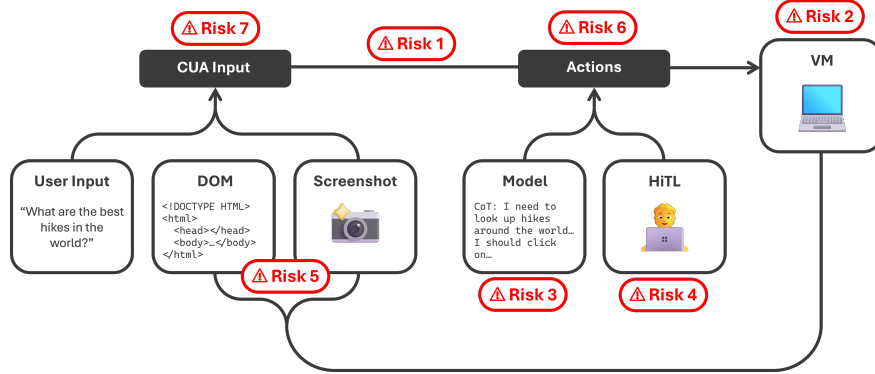 Risk 7
Risk 1
Risk 6
Risk 2
CUA Input
Actions
VM
User Input
“What are the best
hikes in the
world?”
DOM
<!DOCTYPE HTML>
<html>
<head></head>
<body>…</body>
</html>
Screenshot
Model
CoT: I need to
look up hikes
around the world…
I should click
on…
HiTL
Risk 5
Risk 3
Risk 4